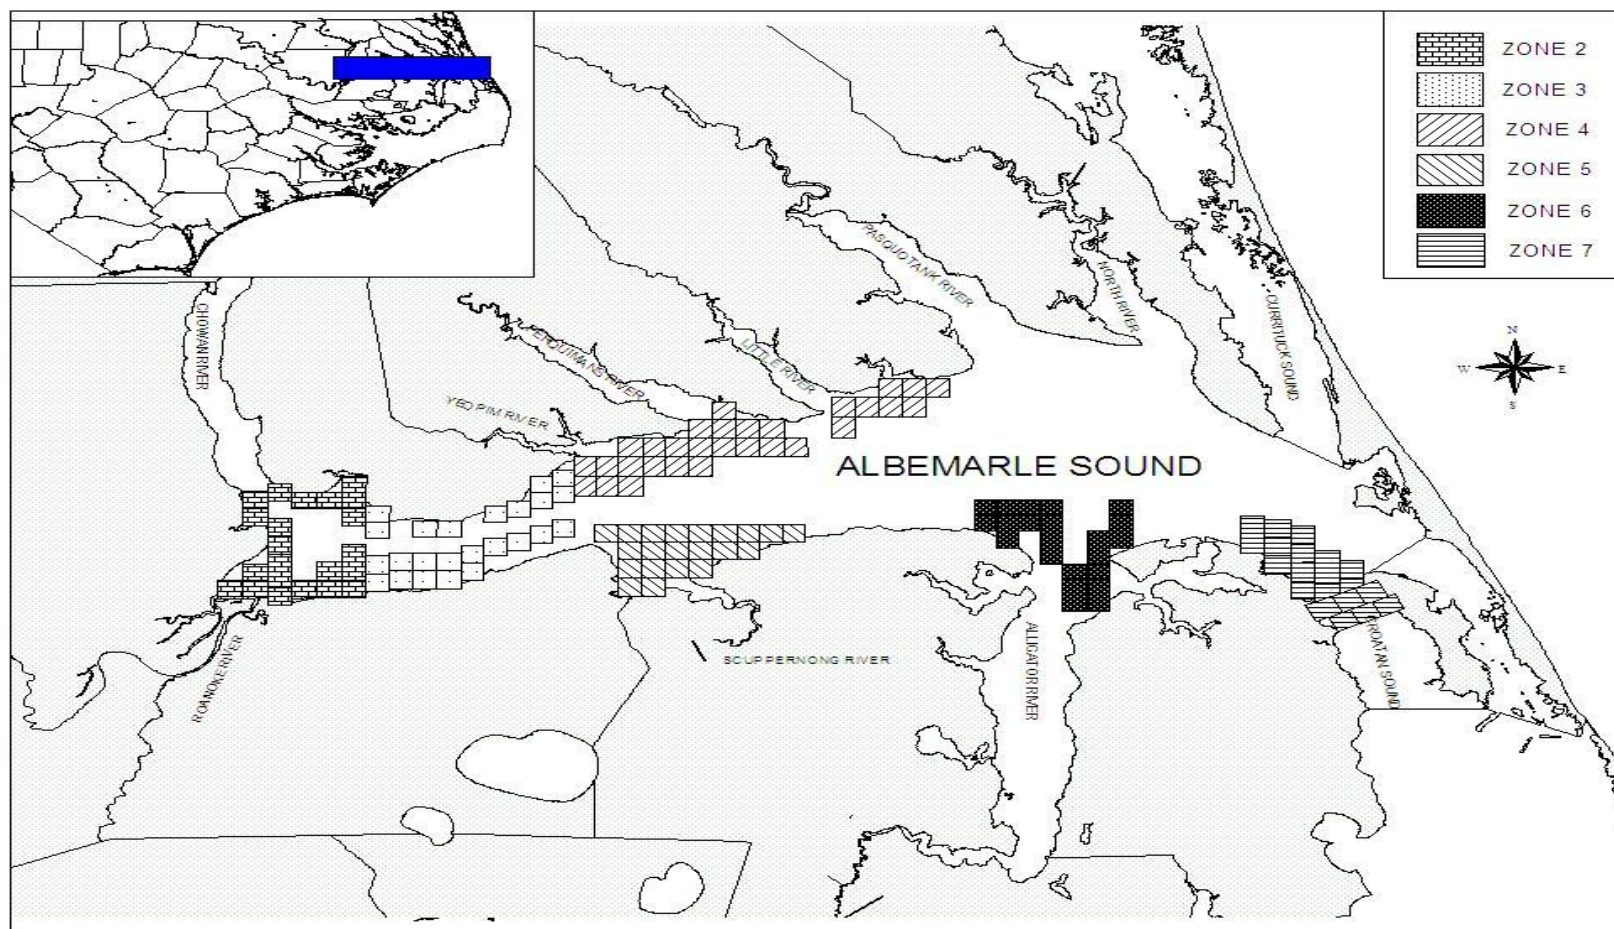 ZONE 2
ZONE 3
ZONE 4
ZONE 5
ZONE 6
ZONE 7
N
W
E
S
CHOWAN RIVER
PASQUOTANK RIVER
NORTH RIVER
CURRITUCK SOUND
PERQUIMANS RIVER
LITTLE RIVER
YEOPIM RIVER
ALBEMARLE SOUND
ROANOKE RIVER
SCUPPERNONG RIVER
ALLIGATOR RIVER
CROATAN SOUND